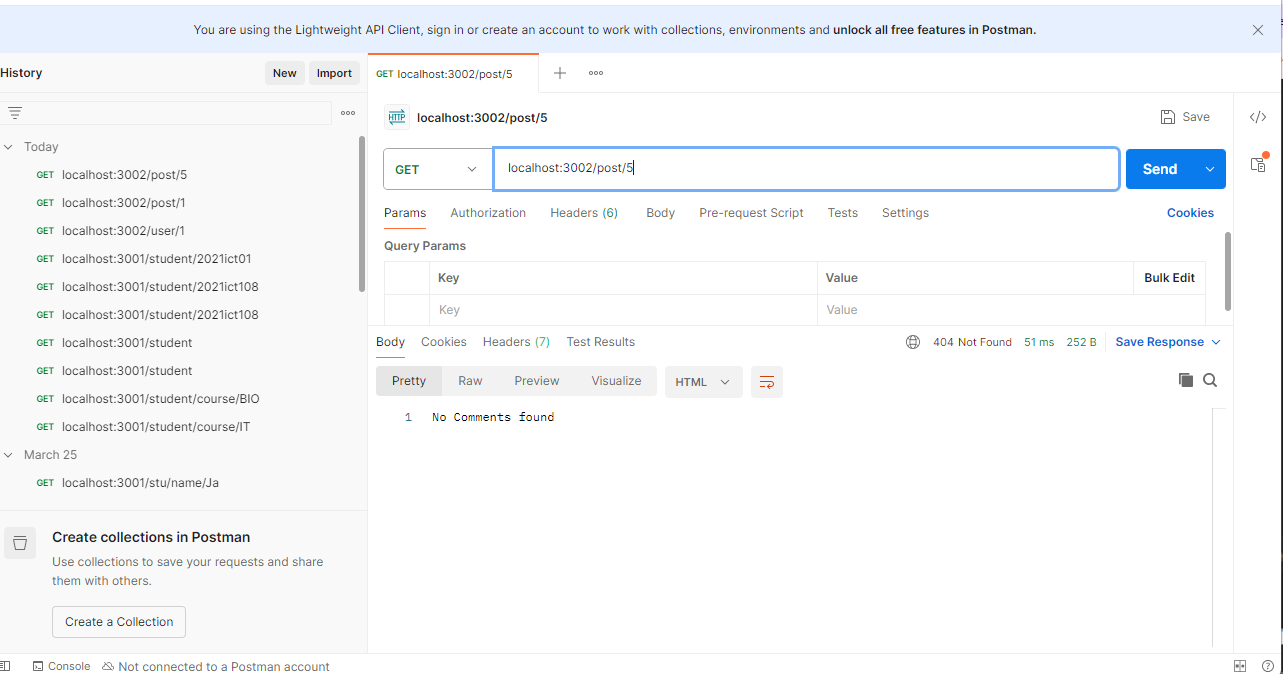 You are using the Lightweight API Client, sign in or create an account to work with collections, environments and unlock all free features in Postman.
History
New
Import
Today
GET localhost:3002/post/5
GET localhost:3002/post/1
GET localhost:3002/user/1
GET localhost:3001/student/2021ict01
GET localhost:3001/student/2021ict108
GET localhost:3001/student/2021ict108
GET localhost:3001/student
GET localhost:3001/student
GET localhost:3001/student/course/BIO
GET localhost:3001/student/course/IT
March 25
GET localhost:3001/stu/name/Ja
Create collections in Postman
Use collections to save your requests and share
them with others.
Create a Collection
GET localhost:3002/post/5
HTTP localhost:3002/post/5
Save
</>
GET
localhost:3002/post/5
Send
Params Authorization Headers (6) Body Pre-request Script Tests Settings Cookies
Query Params
Key Value Bulk Edit
Key Value
Body Cookies Headers (7) Test Results 404 Not Found 51 ms 252 B Save Response
Pretty Raw Preview Visualize HTML
1 No Comments found
Console Not connected to a Postman account